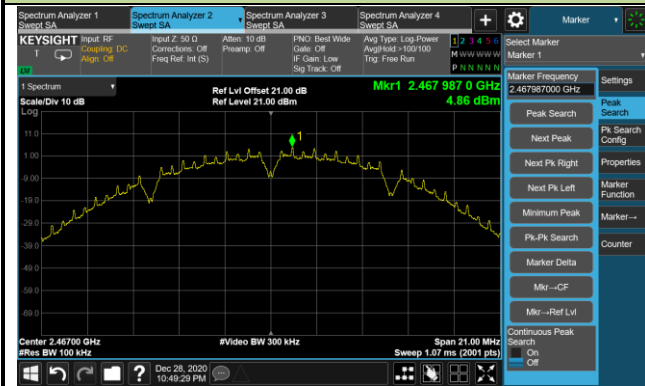 Spectrum Analyzer 1
Swept SA
Spectrum Analyzer 2
Swept SA
Spectrum Analyzer 3
Swept SA
Spectrum Analyzer 4
Swept SA
Marker
KEYSIGHT
Input: RF
Coupling: DC
Align: Off
Input Z: 50 Ω
Corrections: Off
Freq Ref: Int (S)
Atten: 10 dB
Preamp: Off
PNO: Best Wide
Gate: Off
IF Gain: Low
Sig Track: Off
Avg Type: Log-Power
Avg|Hold:>100/100
Trig: Free Run
1 2 3 4 5 6
M W W W W W
P N N N N N
Select Marker
Marker 1
1 Spectrum
Scale/Div 10 dB
Log
Ref Lvl Offset 21.00 dB
Ref Level 21.00 dBm
Mkr1 2.467 987 0 GHz
4.86 dBm
11.0
1.00
-9.00
-19.0
-29.0
-39.0
-49.0
-59.0
-69.0
1
Center 2.46700 GHz
#Res BW 100 kHz
#Video BW 300 kHz
Span 21.00 MHz
Sweep 1.07 ms (2001 pts)
Marker Frequency
2.467987000 GHz
Peak Search
Next Peak
Next Pk Right
Next Pk Left
Minimum Peak
Pk-Pk Search
Marker Delta
Mkr→CF
Mkr→Ref Lvl
Continuous Peak
Search
On
Off
Settings
Peak
Search
Pk Search
Config
Properties
Marker
Function
Marker→
Counter
Dec 28, 2020
10:49:29 PM